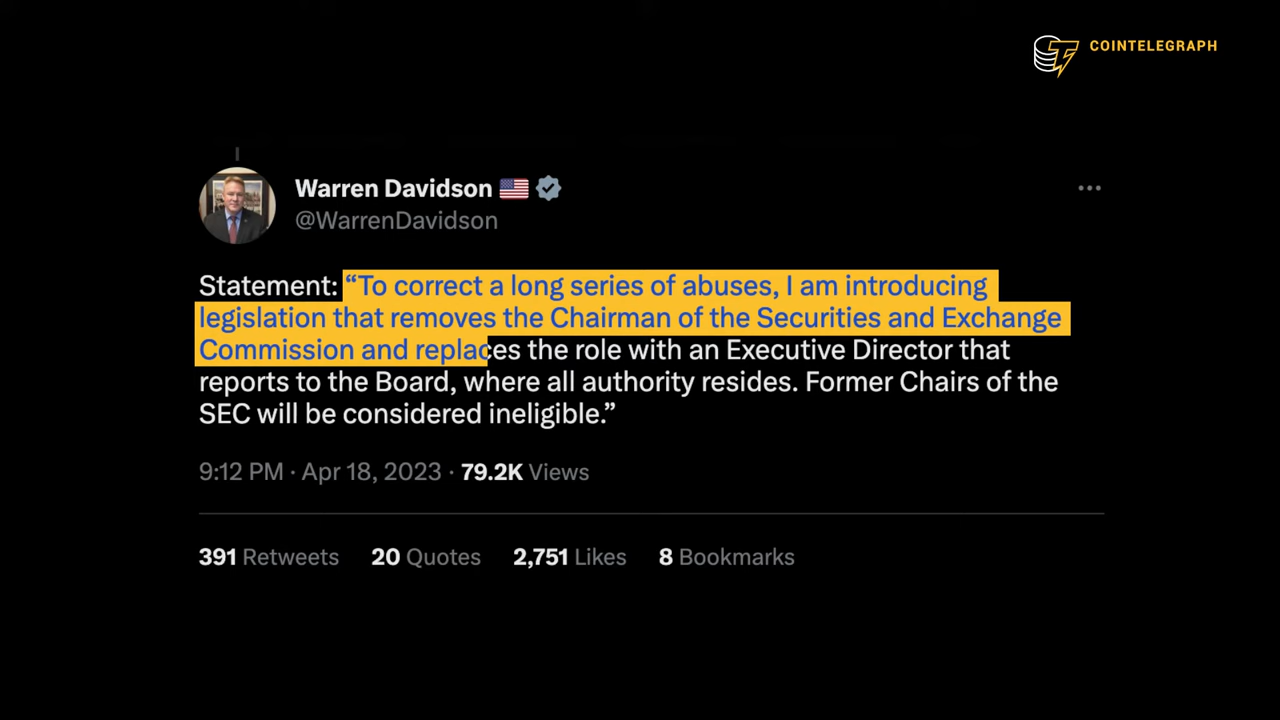 COINTELEGRAPH
Warren Davidson 🇺🇸
@WarrenDavidson
Statement: “To correct a long series of abuses, I am introducing
legislation that removes the Chairman of the Securities and Exchange
Commission and replaces the role with an Executive Director that
reports to the Board, where all authority resides. Former Chairs of the
SEC will be considered ineligible.”
9:12 PM · Apr 18, 2023 · 79.2K Views
391 Retweets 20 Quotes 2,751 Likes 8 Bookmarks